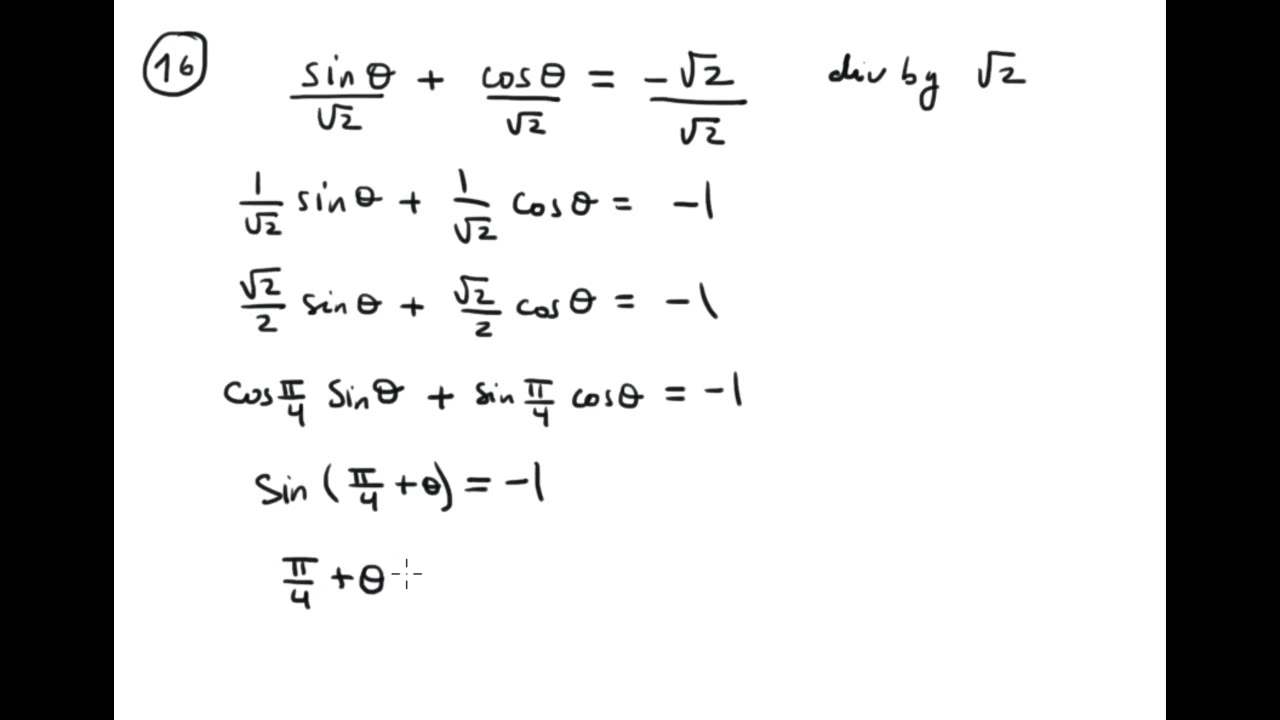 16 sinθ/√2 + cosθ/√2 = -√2/√2 div by √2
1/√2 sinθ + 1/√2 cosθ = -1
√2/2 sinθ + √2/2 cosθ = -1
cos π/4 sinθ + sin π/4 cosθ = -1
sin (π/4 + θ) = -1
π/4 + θ